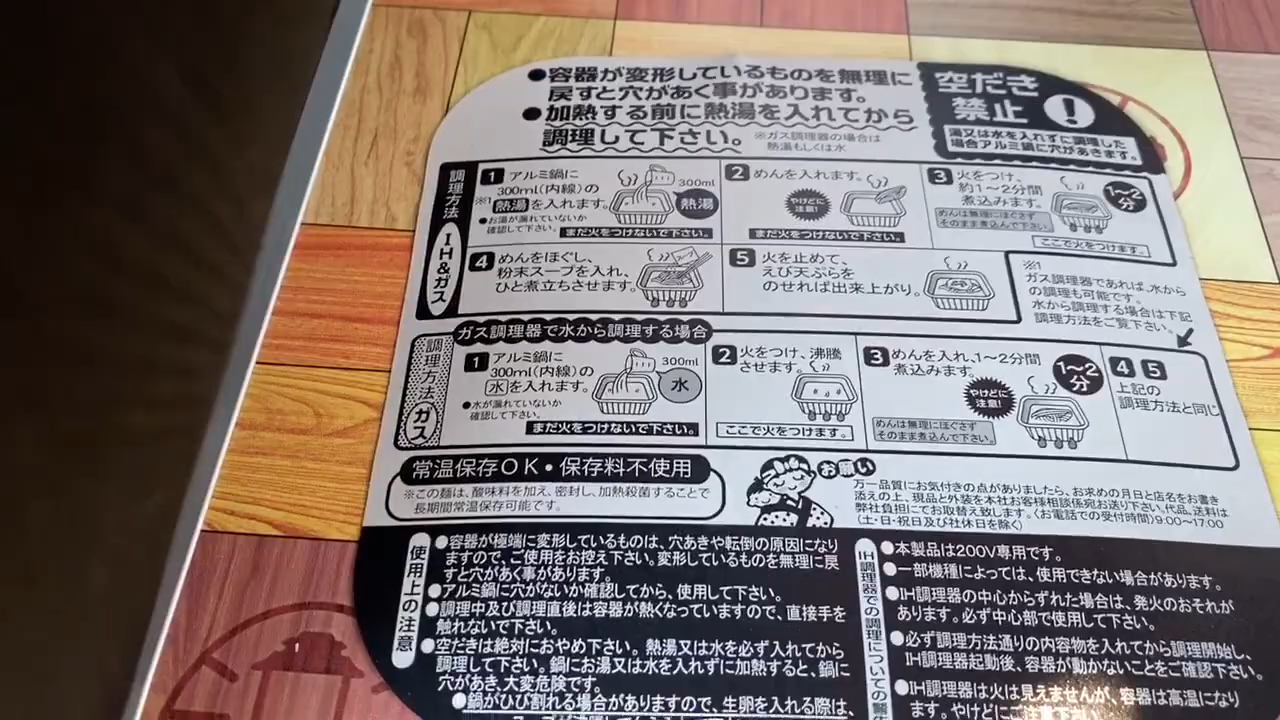 ●容器が変形しているものを無理に
戻すと穴があく事があります。
●加熱する前に熱湯を入れてから
調理して下さい。
※ガス調理器の場合は
熱湯もしくは水
空だき
禁止
!
湯又は水を入れずに調理した
場合アルミ鍋に穴があきます。
調理方法
IH&ガス
1 アルミ鍋に
300ml(内線)の
※1 熱湯を入れます。
●お湯が漏れていないか
確認して下さい。
300ml
熱湯
まだ火をつけないで下さい。
2 めんを入れます。
やけどに
注意!
まだ火をつけないで下さい。
3 火をつけ、
約1~2分間
煮込みます。
めんは無理にほぐさず
そのまま煮込んで下さい。
1~2
分
ここで火をつけます。
4 めんをほぐし、
粉末スープを入れ、
ひと煮立ちさせます。
スープ
5 火を止めて、
えび天ぷらを
のせれば出来上がり。
※1
ガス調理器であれば、水から
の調理も可能です。
水から調理する場合は下記
調理方法をご覧下さい。
ガス調理器で水から調理する場合
調理方法
ガス
1 アルミ鍋に
300ml(内線)の
水を入れます。
●水が漏れていないか
確認して下さい。
300ml
水
まだ火をつけないで下さい。
2 火をつけ、沸騰
させます。
ここで火をつけます。
3 めんを入れ、1~2分間
煮込みます。
やけどに
注意!
1~2
分
めんは無理にほぐさず
そのまま煮込んで下さい。
4 5
上記の
調理方法と同じ
常温保存OK・保存料不使用
※この麺は、酸味料を加え、密封し、加熱殺菌することで
長期間常温保存可能です。
お願い
万一品質にお気付きの点がありましたら、お求めの月日と店名をお書き
添えの上、現品と外装を本社お客様相談係宛お送り下さい。代品、送料は
弊社負担にてお取替え致します。〈お電話での受付時間〉9:00~17:00
(土・日・祝日及び社休日を除く)
使用上の注意
●容器が極端に変形しているものは、穴あきや転倒の原因になり
ますので、ご使用をお控え下さい。変形しているものを無理に戻
すと穴があく事があります。
●アルミ鍋に穴がないか確認してから、使用して下さい。
●調理中及び調理直後は容器が熱くなっていますので、直接手を
触れないで下さい。
●空だきは絶対におやめ下さい。熱湯又は水を必ず入れてから
調理して下さい。鍋にお湯又は水を入れずに加熱すると、鍋に
穴があき、大変危険です。
●鍋がひび割れる場合がありますので、生卵を入れる際は、
IH調理器での調理についての
●本製品は200V専用です。
●一部機種によっては、使用できない場合があります。
●IH調理器の中心からずれた場合は、発火のおそれが
あります。必ず中心部で使用して下さい。
●必ず調理方法通りの内容物を入れてから調理開始し、
IH調理器起動後、容器が動かないことをご確認下さい。
●IH調理器は火は見えませんが、容器は高温になり
ます。やけどにご注意下さい。